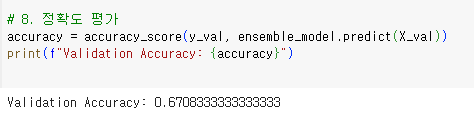 # 8. 정확도 평가
accuracy = accuracy_score(y_val, ensemble_model.predict(X_val))
print(f"Validation Accuracy: {accuracy}")
Validation Accuracy: 0.6708333333333333